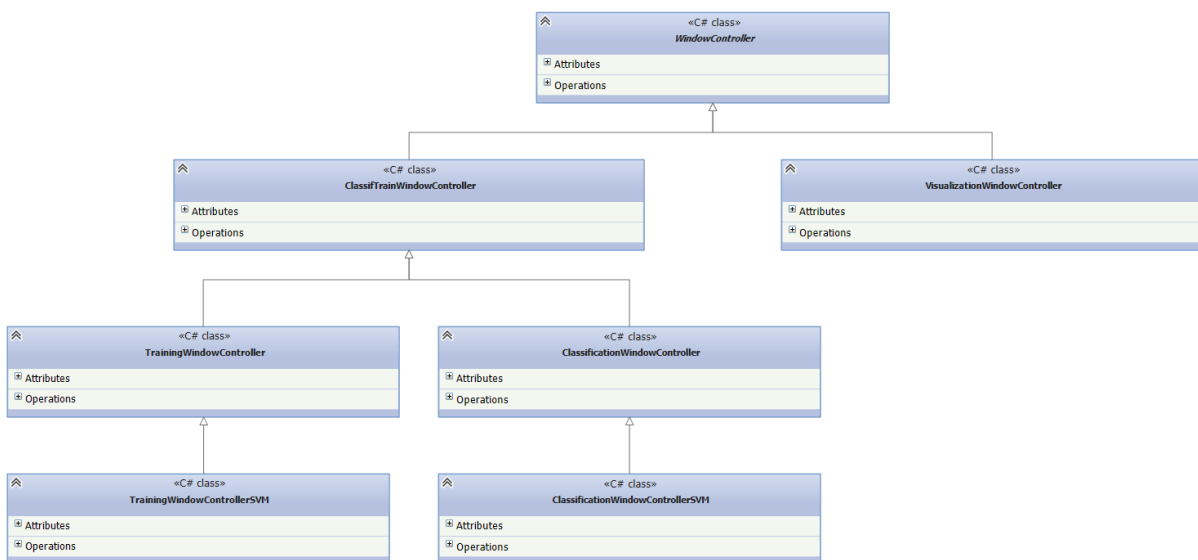 «C# class»
WindowController
Attributes
Operations
«C# class»
ClassifTrainWindowController
Attributes
Operations
«C# class»
VisualizationWindowController
Attributes
Operations
«C# class»
TrainingWindowController
Attributes
Operations
«C# class»
ClassificationWindowController
Attributes
Operations
«C# class»
TrainingWindowControllerSVM
Attributes
Operations
«C# class»
ClassificationWindowControllerSVM
Attributes
Operations